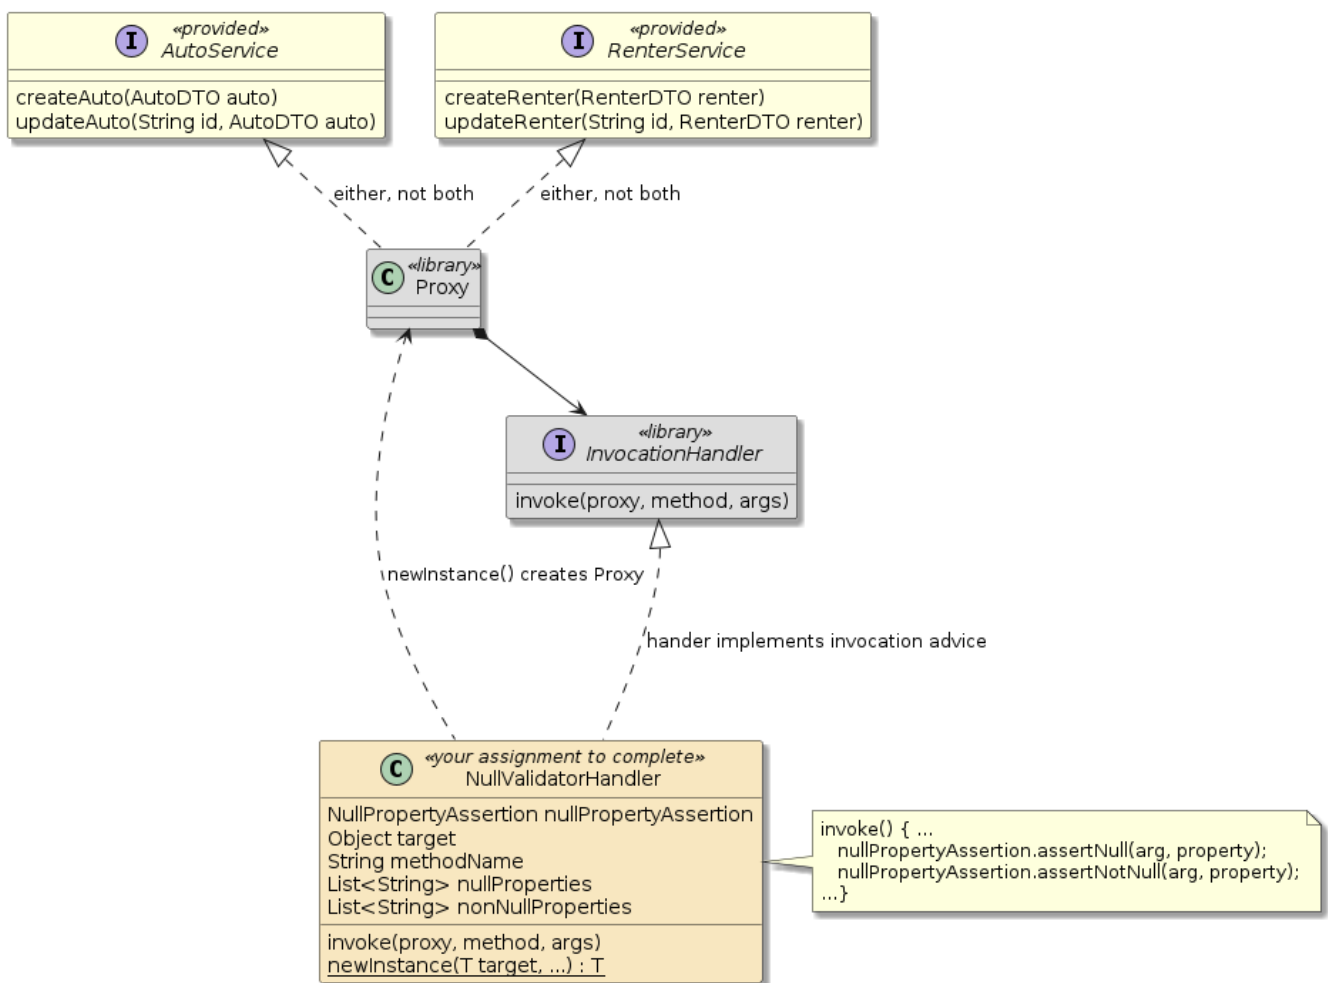 «provided»
I
AutoService
createAuto(AutoDTO auto)
updateAuto(String id, AutoDTO auto)
«provided»
I
RenterService
createRenter(RenterDTO renter)
updateRenter(String id, RenterDTO renter)
either, not both
either, not both
«library»
C
Proxy
«library»
I
InvocationHandler
invoke(proxy, method, args)
newInstance() creates Proxy
hander implements invocation advice
«your assignment to complete»
C
NullValidatorHandler
NullPropertyAssertion nullPropertyAssertion
Object target
String methodName
List<String> nullProperties
List<String> nonNullProperties
invoke(proxy, method, args)
newInstance(T target, ...) : T
invoke() { ...
nullPropertyAssertion.assertNull(arg, property);
nullPropertyAssertion.assertNotNull(arg, property);
...}